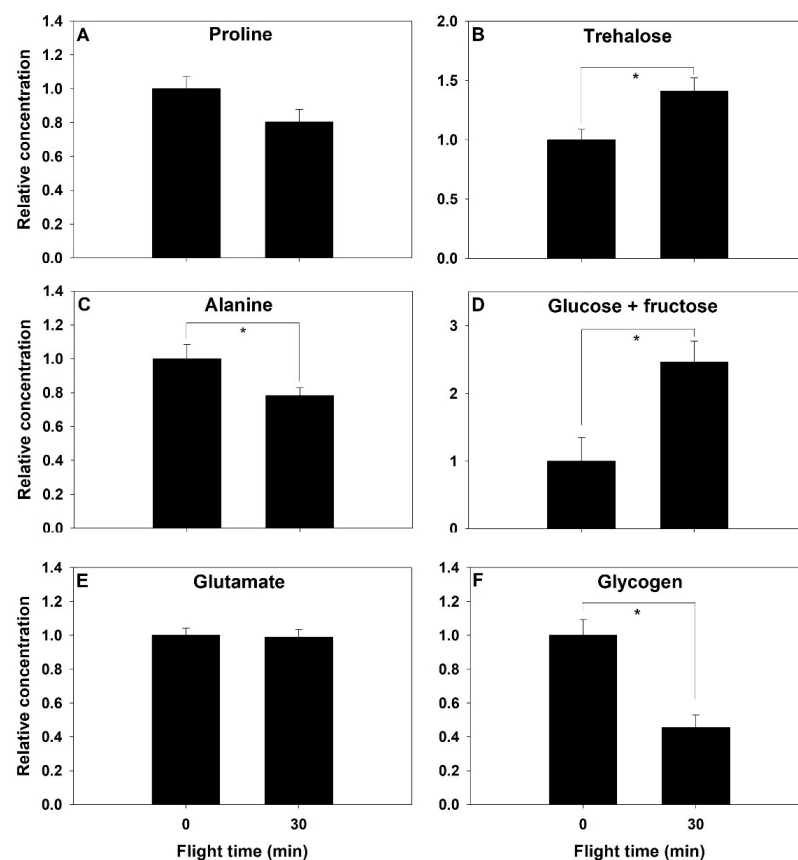 A
Proline
Relative concentration
1.4
1.2
1.0
0.8
0.6
0.4
0.2
0.0
B
Trehalose
2.0
1.5
1.0
0.5
0.0
*
C
Alanine
Relative concentration
1.4
1.2
1.0
0.8
0.6
0.4
0.2
0.0
*
D
Glucose + fructose
3
2
1
0
*
E
Glutamate
Relative concentration
1.4
1.2
1.0
0.8
0.6
0.4
0.2
0.0
0 30
Flight time (min)
F
Glycogen
1.4
1.2
1.0
0.8
0.6
0.4
0.2
0.0
*
0 30
Flight time (min)